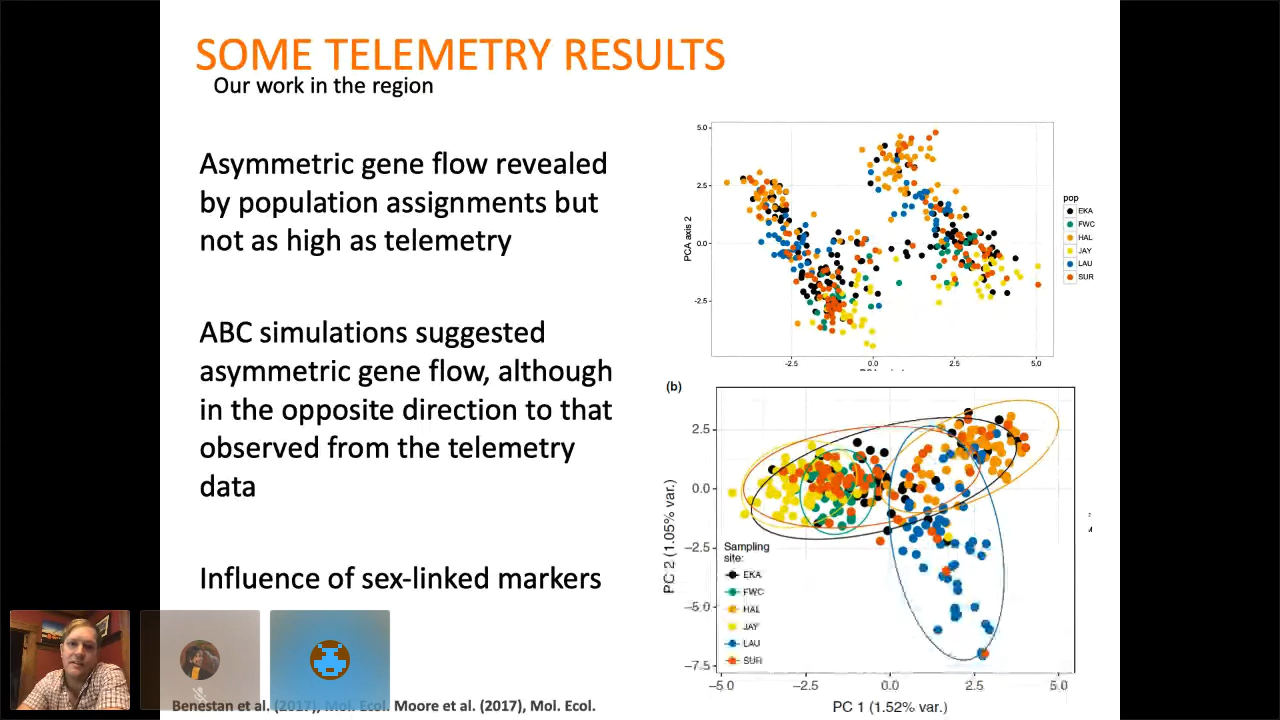 SOME TELEMETRY RESULTS
Our work in the region
Asymmetric gene flow revealed
by population assignments but
not as high as telemetry
ABC simulations suggested
asymmetric gene flow, although
in the opposite direction to that
observed from the telemetry
data
Influence of sex-linked markers
Benestan et al. (2017), Mol. Ecol. Moore et al. (2017), Mol. Ecol.
5.0
2.5
0.0
-2.5
PCA axis 2
-2.5
0.0
2.5
5.0
pop
EKA
FWC
HAL
JAY
LAU
SUR
(b)
2.5
0.0
−2.5
−5.0
−7.5
PC 2 (1.05% var.)
Sampling
site:
EKA
FWC
HAL
JAY
LAU
SUR
−5.0
−2.5
0.0
2.5
5.0
PC 1 (1.52% var.)